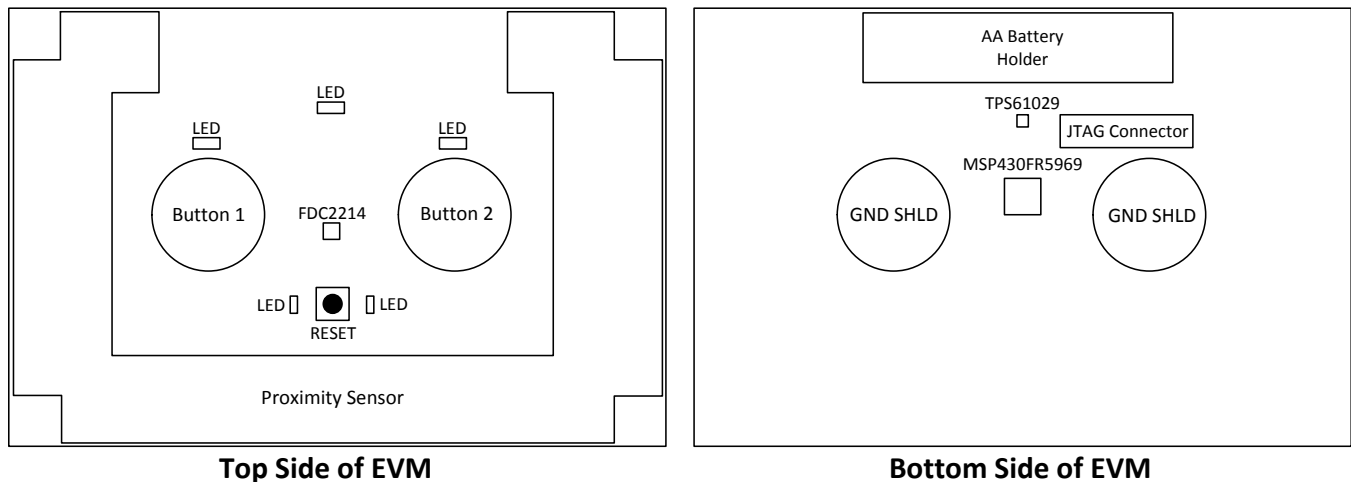 LED
LED
LED
Button 1
FDC2214
Button 2
LED
LED
RESET
Proximity Sensor
Top Side of EVM
AA Battery
Holder
TPS61029
JTAG Connector
MSP430FR5969
GND SHLD
GND SHLD
Bottom Side of EVM